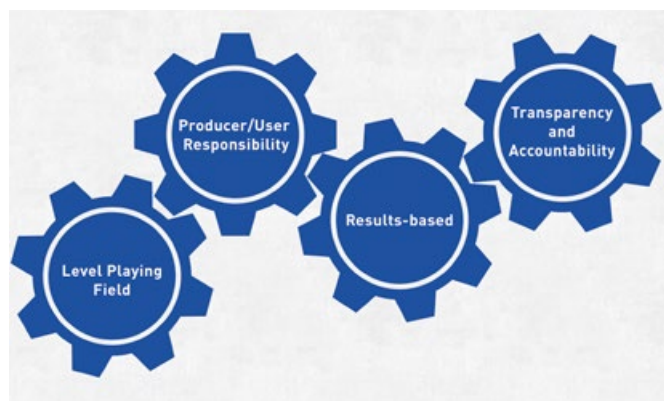 Level Playing
Field
Producer/User
Responsibility
Results-based
Transparency
and
Accountability